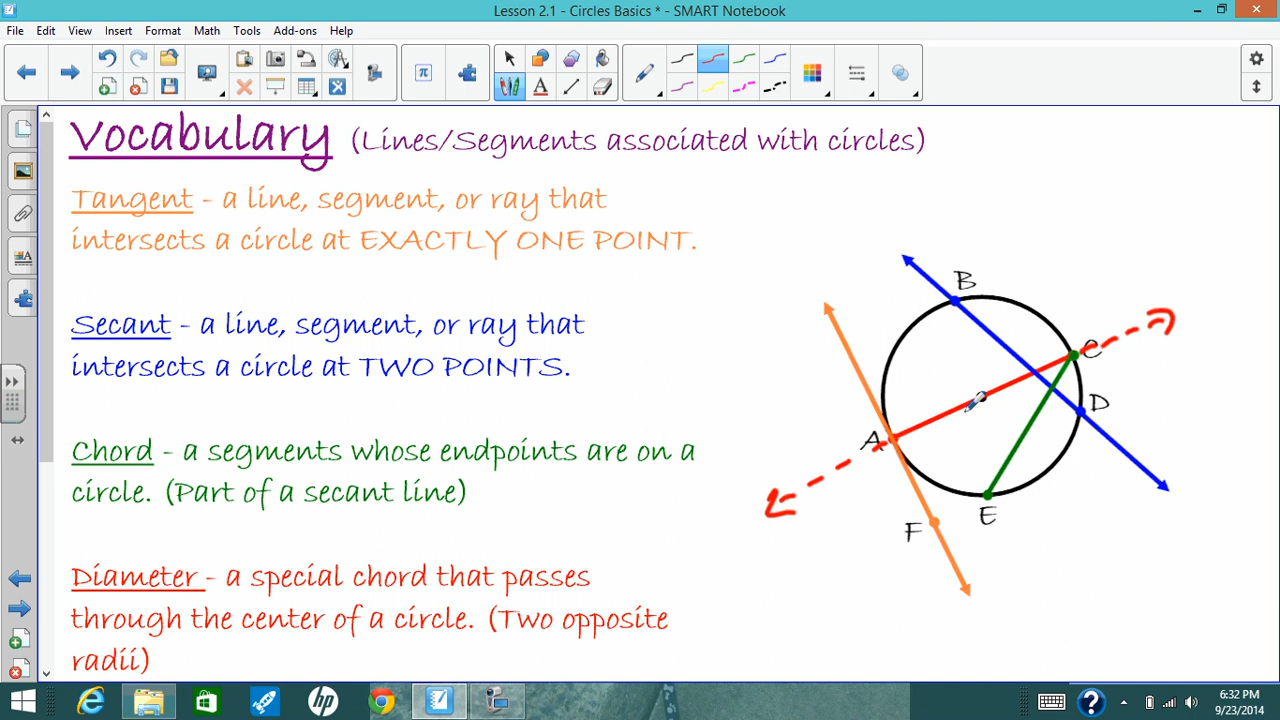 Lesson 2.1 - Circles Basics * - SMART Notebook
File Edit View Insert Format Math Tools Add-ons Help
π
A
Vocabulary (Lines/Segments associated with circles)
Tangent - a line, segment, or ray that
intersects a circle at EXACTLY ONE POINT.
Secant - a line, segment, or ray that
intersects a circle at TWO POINTS.
Chord - a segments whose endpoints are on a
circle. (Part of a secant line)
Diameter - a special chord that passes
through the center of a circle. (Two opposite
radii)
B
C
D
A
E
F
hp
?
6:32 PM
9/23/2014